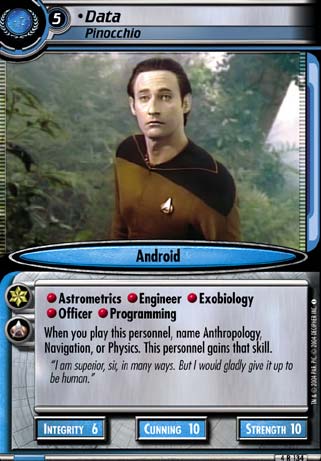 5 • Data
Pinocchio
Android
Astrometrics Engineer Exobiology
Officer Programming
When you play this personnel, name Anthropology,
Navigation, or Physics. This personnel gains that skill.
"I am superior, sir, in many ways. But I would gladly give it up to
be human."
INTEGRITY 6 CUNNING 10 STRENGTH 10
4 R 134